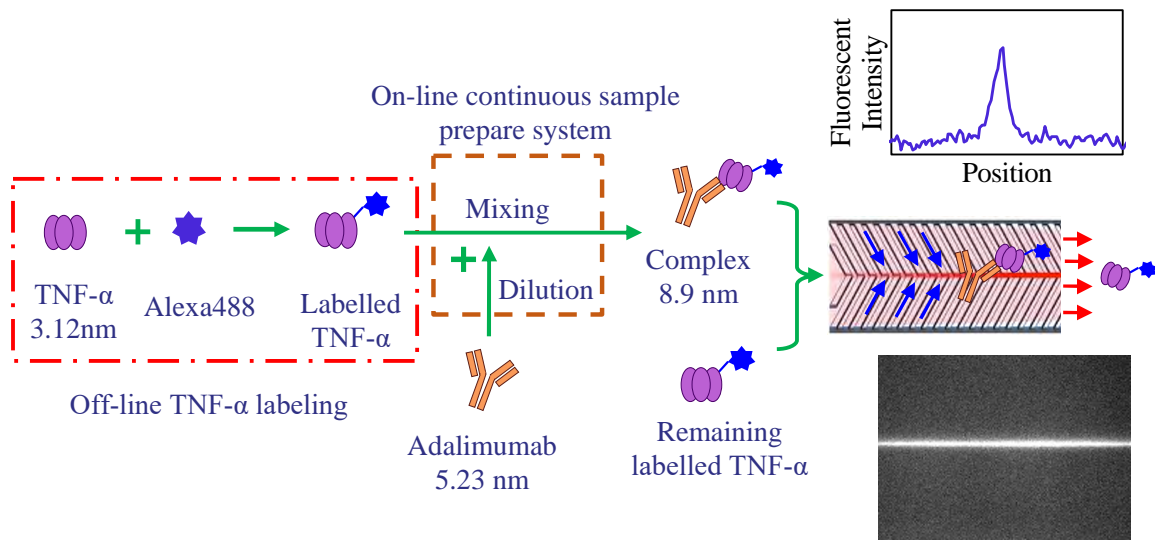 Fluorescent
Intensity
Position
On-line continuous sample
prepare system
Mixing
+
Dilution
+
TNF-α
3.12nm
Alexa488
Labelled
TNF-α
Off-line TNF-α labeling
Adalimumab
5.23 nm
Complex
8.9 nm
Remaining
labelled TNF-α